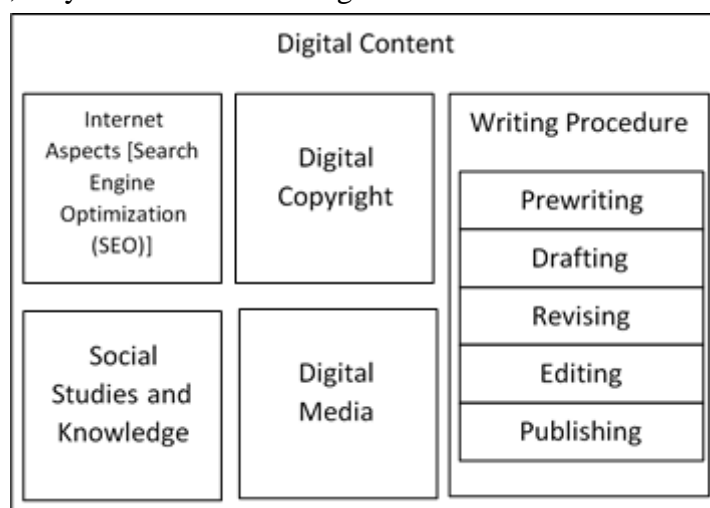 Digital Content
Internet
Aspects [Search
Engine
Optimization
(SEO)]
Digital
Copyright
Writing Procedure
Prewriting
Drafting
Revising
Editing
Publishing
Social
Studies and
Knowledge
Digital
Media